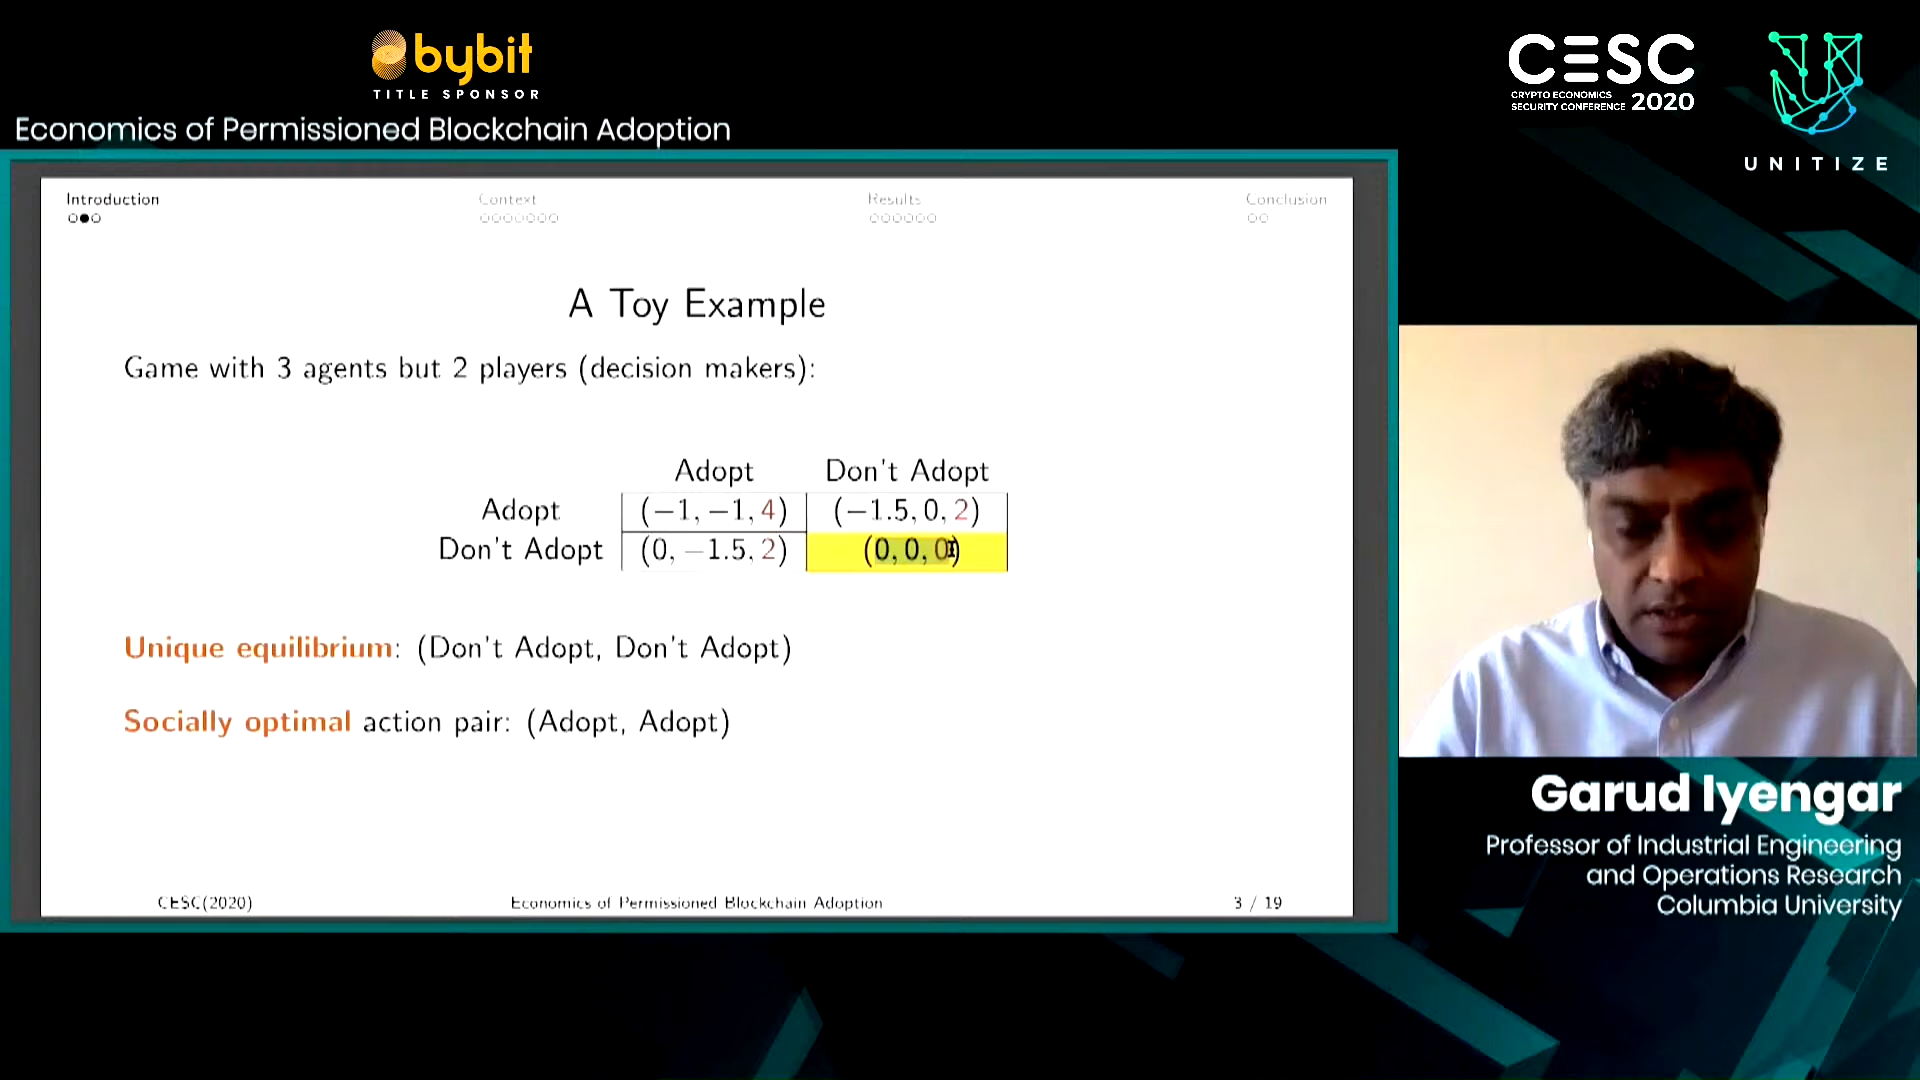 bybit
TITLE SPONSOR
Economics of Permissioned Blockchain Adoption
CESC
CRYPTO ECONOMICS
SECURITY CONFERENCE 2020
UNITIZE
Introduction Context Results Conclusion
A Toy Example
Game with 3 agents but 2 players (decision makers):
Adopt Don't Adopt
Adopt (−1, −1, 4) (−1.5, 0, 2)
Don't Adopt (0, −1.5, 2) (0, 0, 0)
Unique equilibrium: (Don't Adopt, Don't Adopt)
Socially optimal action pair: (Adopt, Adopt)
CESC(2020) Economics of Permissioned Blockchain Adoption 3 / 19
Garud Iyengar
Professor of Industrial Engineering
and Operations Research
Columbia University